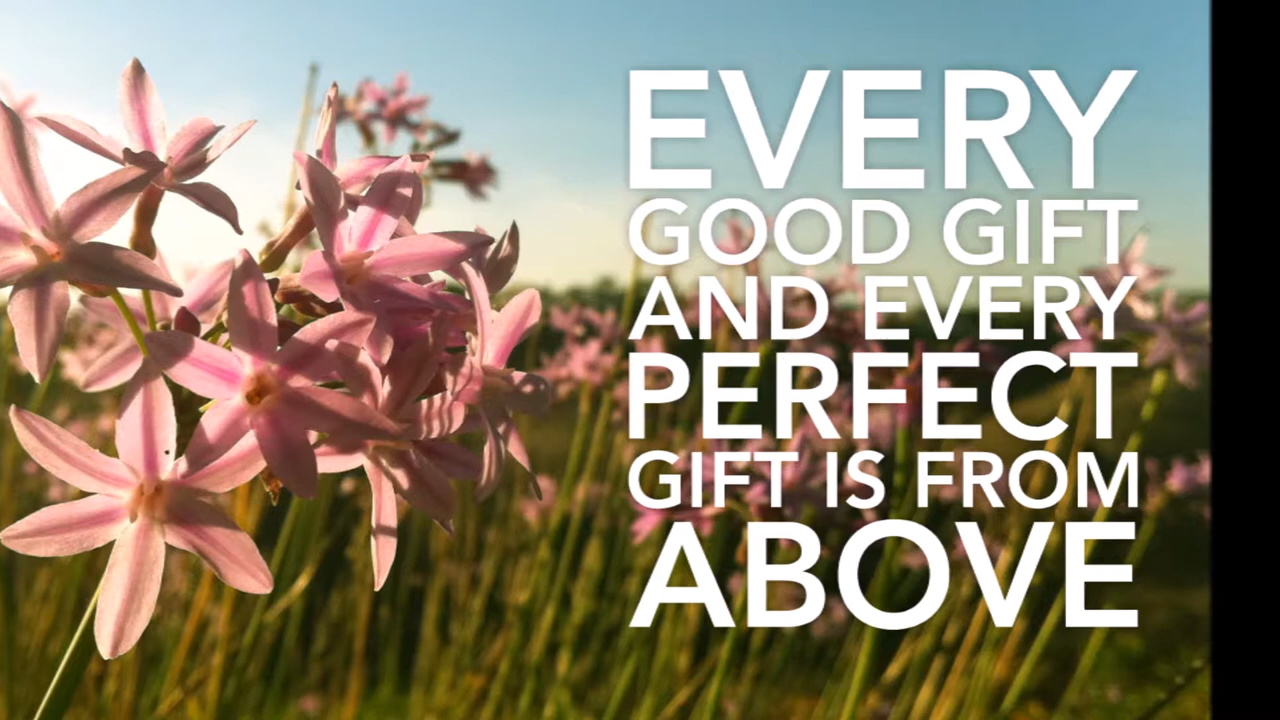 EVERY
GOOD GIFT
AND EVERY
PERFECT
GIFT IS FROM
ABOVE